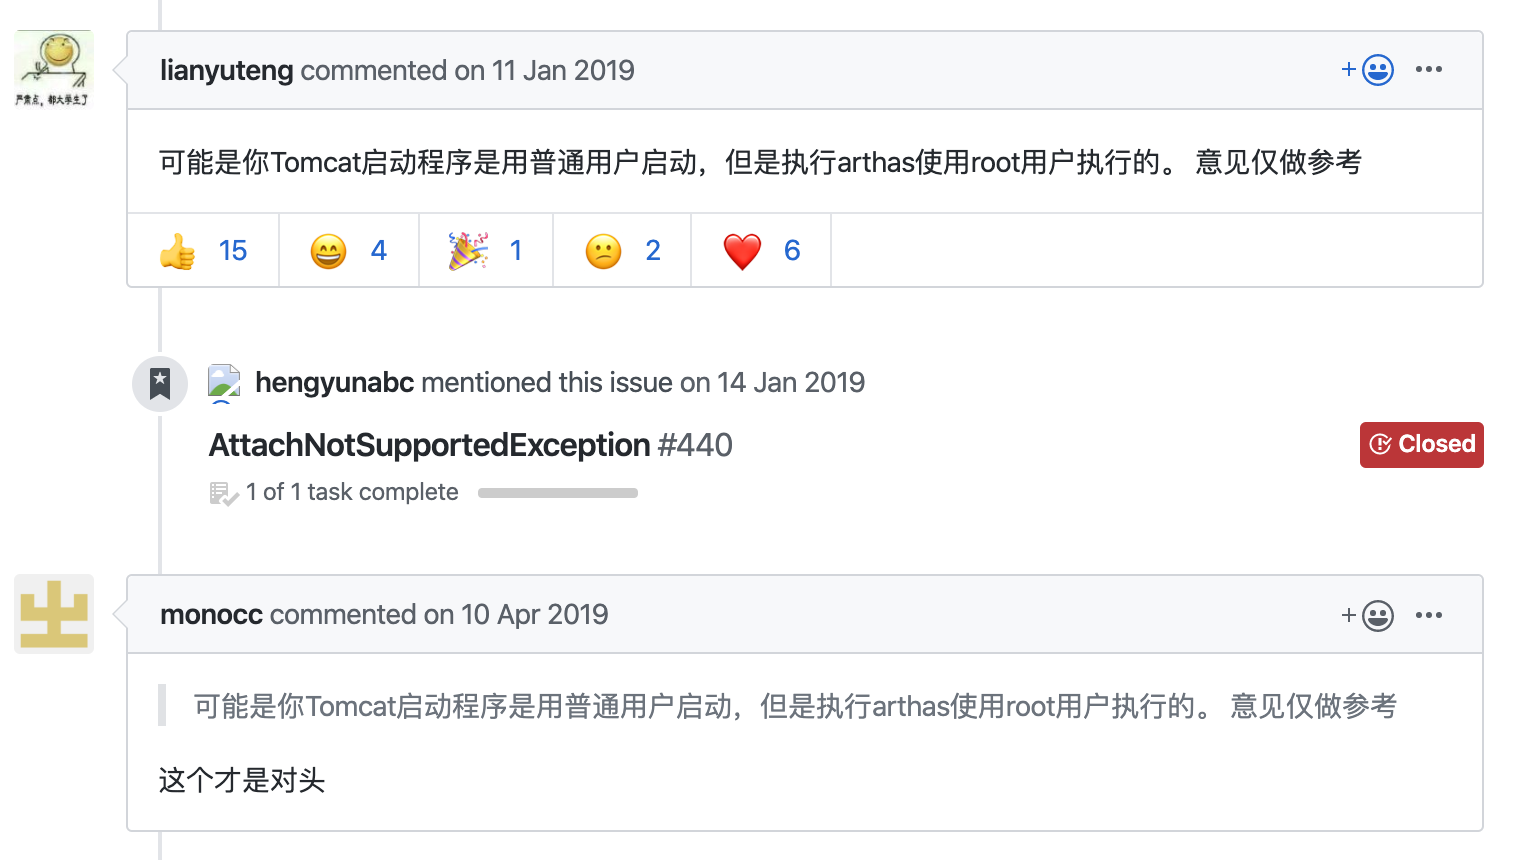 lianyuteng commented on 11 Jan 2019
严肃点，都大学生了
可能是你Tomcat启动程序是用普通用户启动，但是执行arthas使用root用户执行的。 意见仅做参考
15 4 1 2 6
hengyunabc mentioned this issue on 14 Jan 2019
AttachNotSupportedException #440
Closed
1 of 1 task complete
monocc commented on 10 Apr 2019
可能是你Tomcat启动程序是用普通用户启动，但是执行arthas使用root用户执行的。 意见仅做参考
这个才是对头